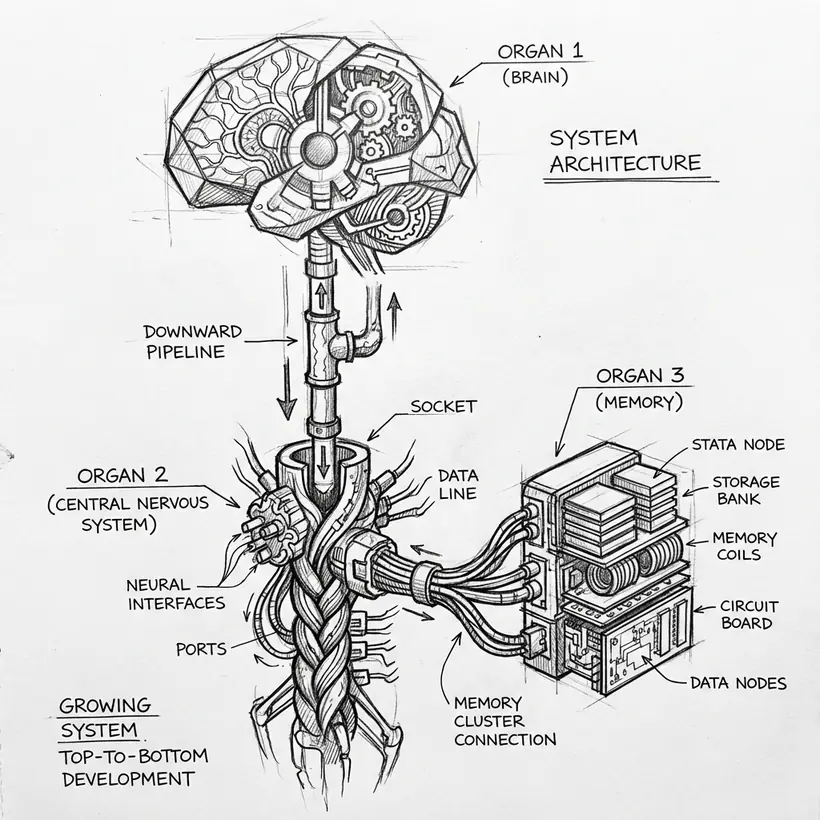 ORGAN 1
(BRAIN)
SYSTEM
ARCHITECTURE
DOWNWARD
PIPELINE
ORGAN 3
(MEMORY)
SOCKET
STATA NODE
ORGAN 2
(CENTRAL NERVOUS
SYSTEM)
DATA
LINE
STORAGE
BANK
MEMORY
COILS
NEURAL
INTERFACES
CIRCUIT
BOARD
PORTS
DATA NODES
GROWING
SYSTEM
TOP-TO-BOTTOM
DEVELOPMENT
MEMORY
CLUSTER
CONNECTION